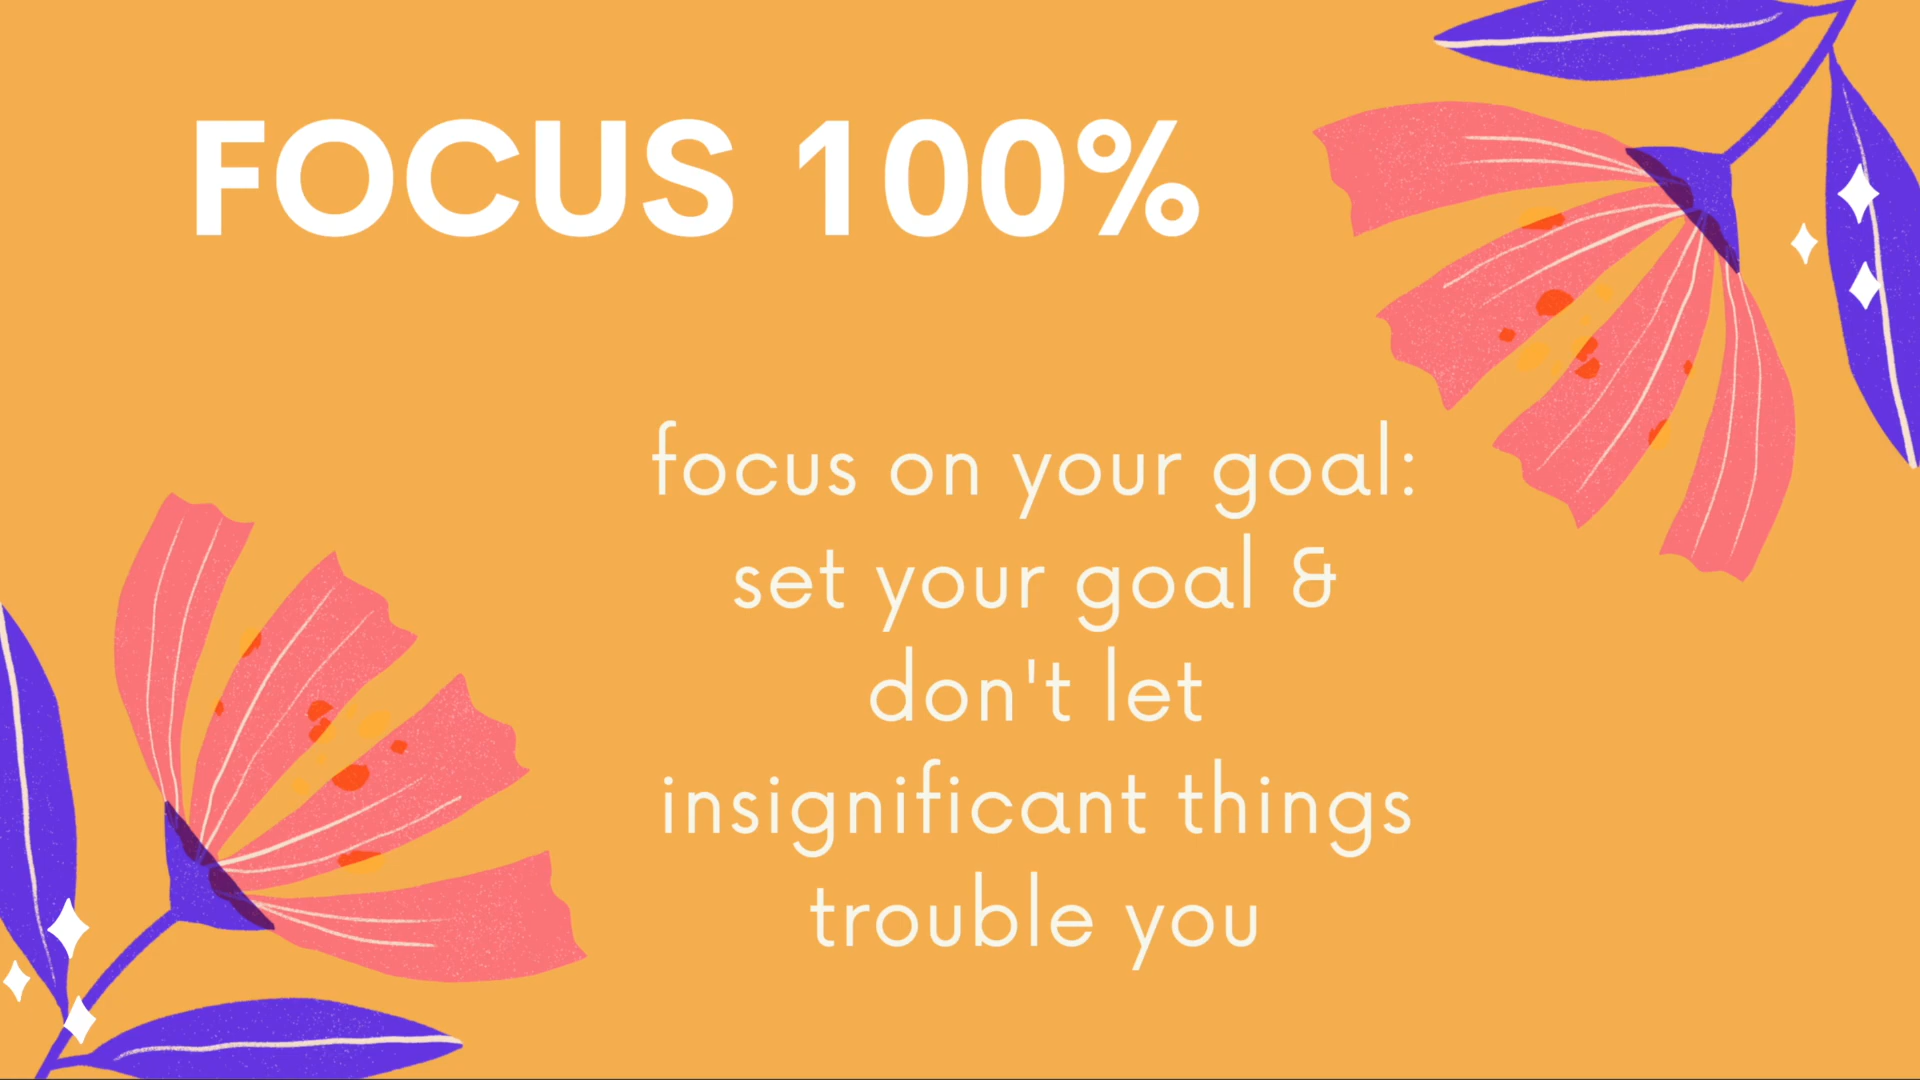 FOCUS 100%
focus on your goal:
set your goal &
don't let
insignificant things
trouble you